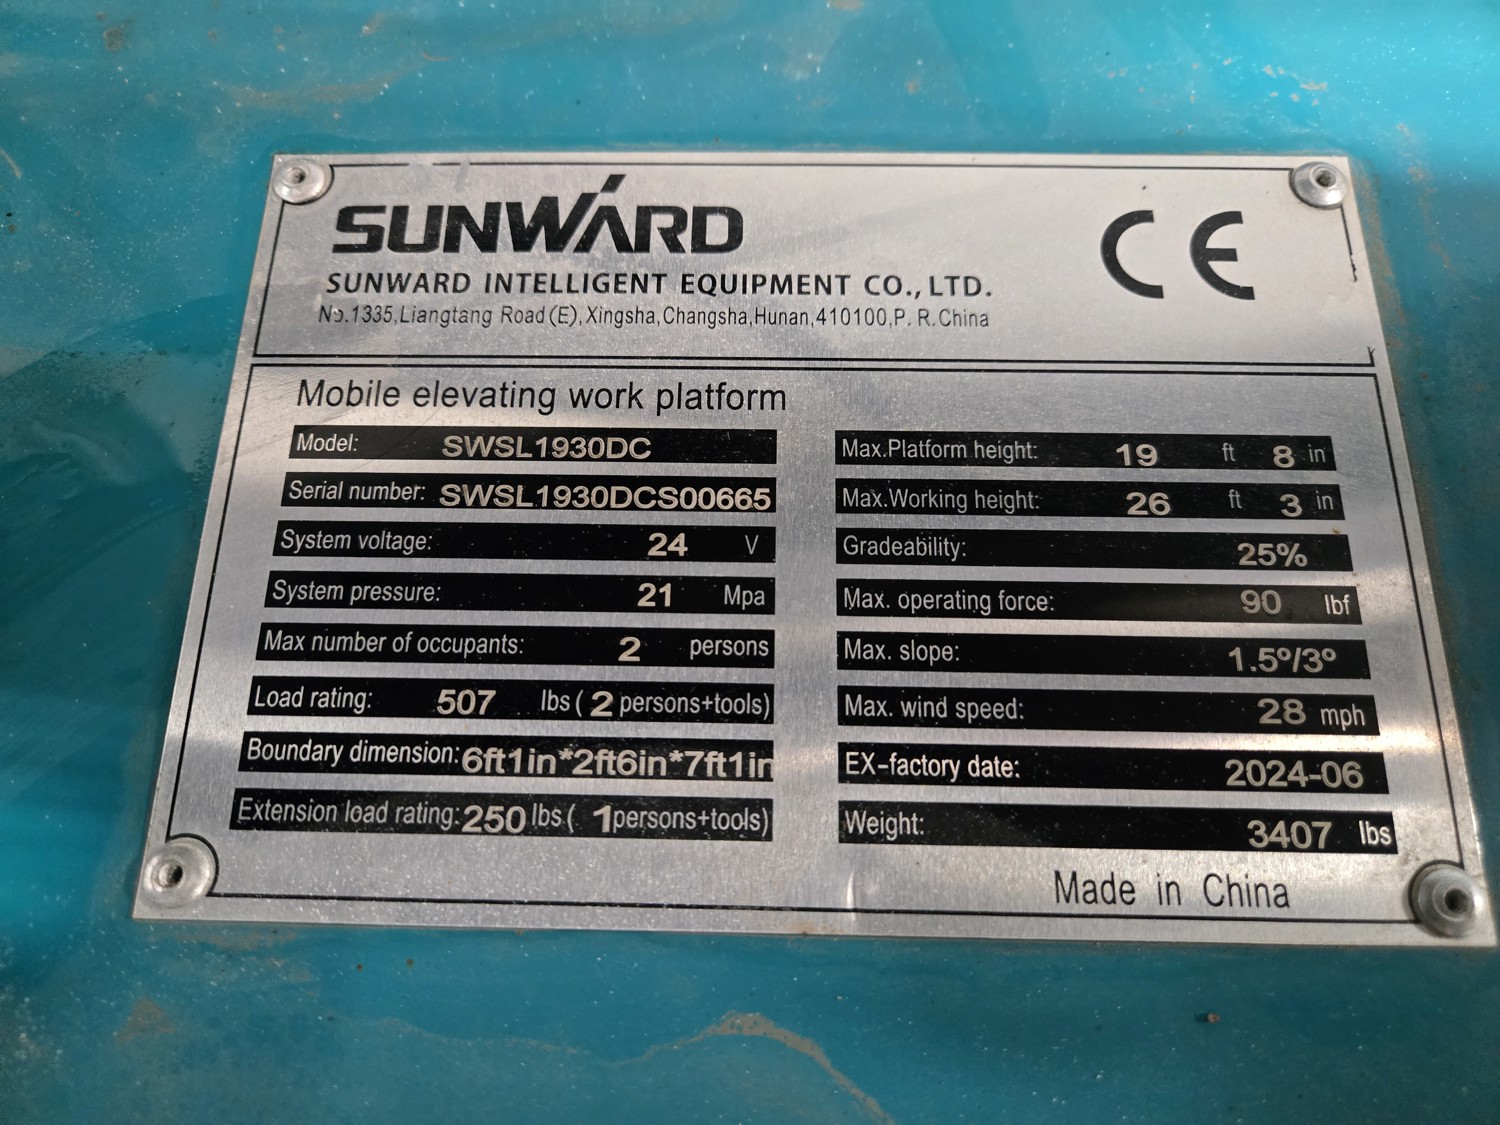 SUNWARD
CE
SUNWARD INTELLIGENT EQUIPMENT CO.,LTD.
No.1335,Liangtang Road(E),Xingsha,Changsha,Hunan,410100,P.R.China
Mobile elevating work platform
Model: SWSL1930DC
Serial number: SWSL1930DCS00665
System voltage: 24 V
System pressure: 21 Mpa
Max number of occupants: 2 persons
Load rating: 507 lbs ( 2 persons+tools)
Boundary dimension: 6ft1in*2ft6in*7ft1in
Extension load rating: 250 lbs ( 1persons+tools)
Max.Platform height: 19 ft 8 in
Max.Working height: 26 ft 3 in
Gradeability: 25%
Max. operating force: 90 lbf
Max. slope: 1.5º/3º
Max. wind speed: 28 mph
EX-factory date: 2024-06
Weight: 3407 lbs
Made in China